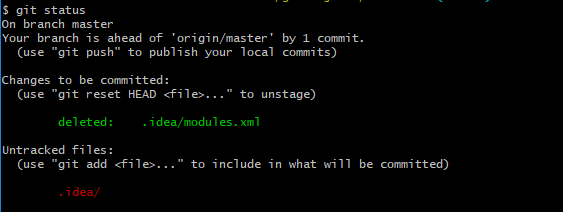 $ git status
On branch master
Your branch is ahead of 'origin/master' by 1 commit.
  (use "git push" to publish your local commits)

Changes to be committed:
  (use "git reset HEAD <file>..." to unstage)

        deleted:    .idea/modules.xml

Untracked files:
  (use "git add <file>..." to include in what will be committed)

        .idea/